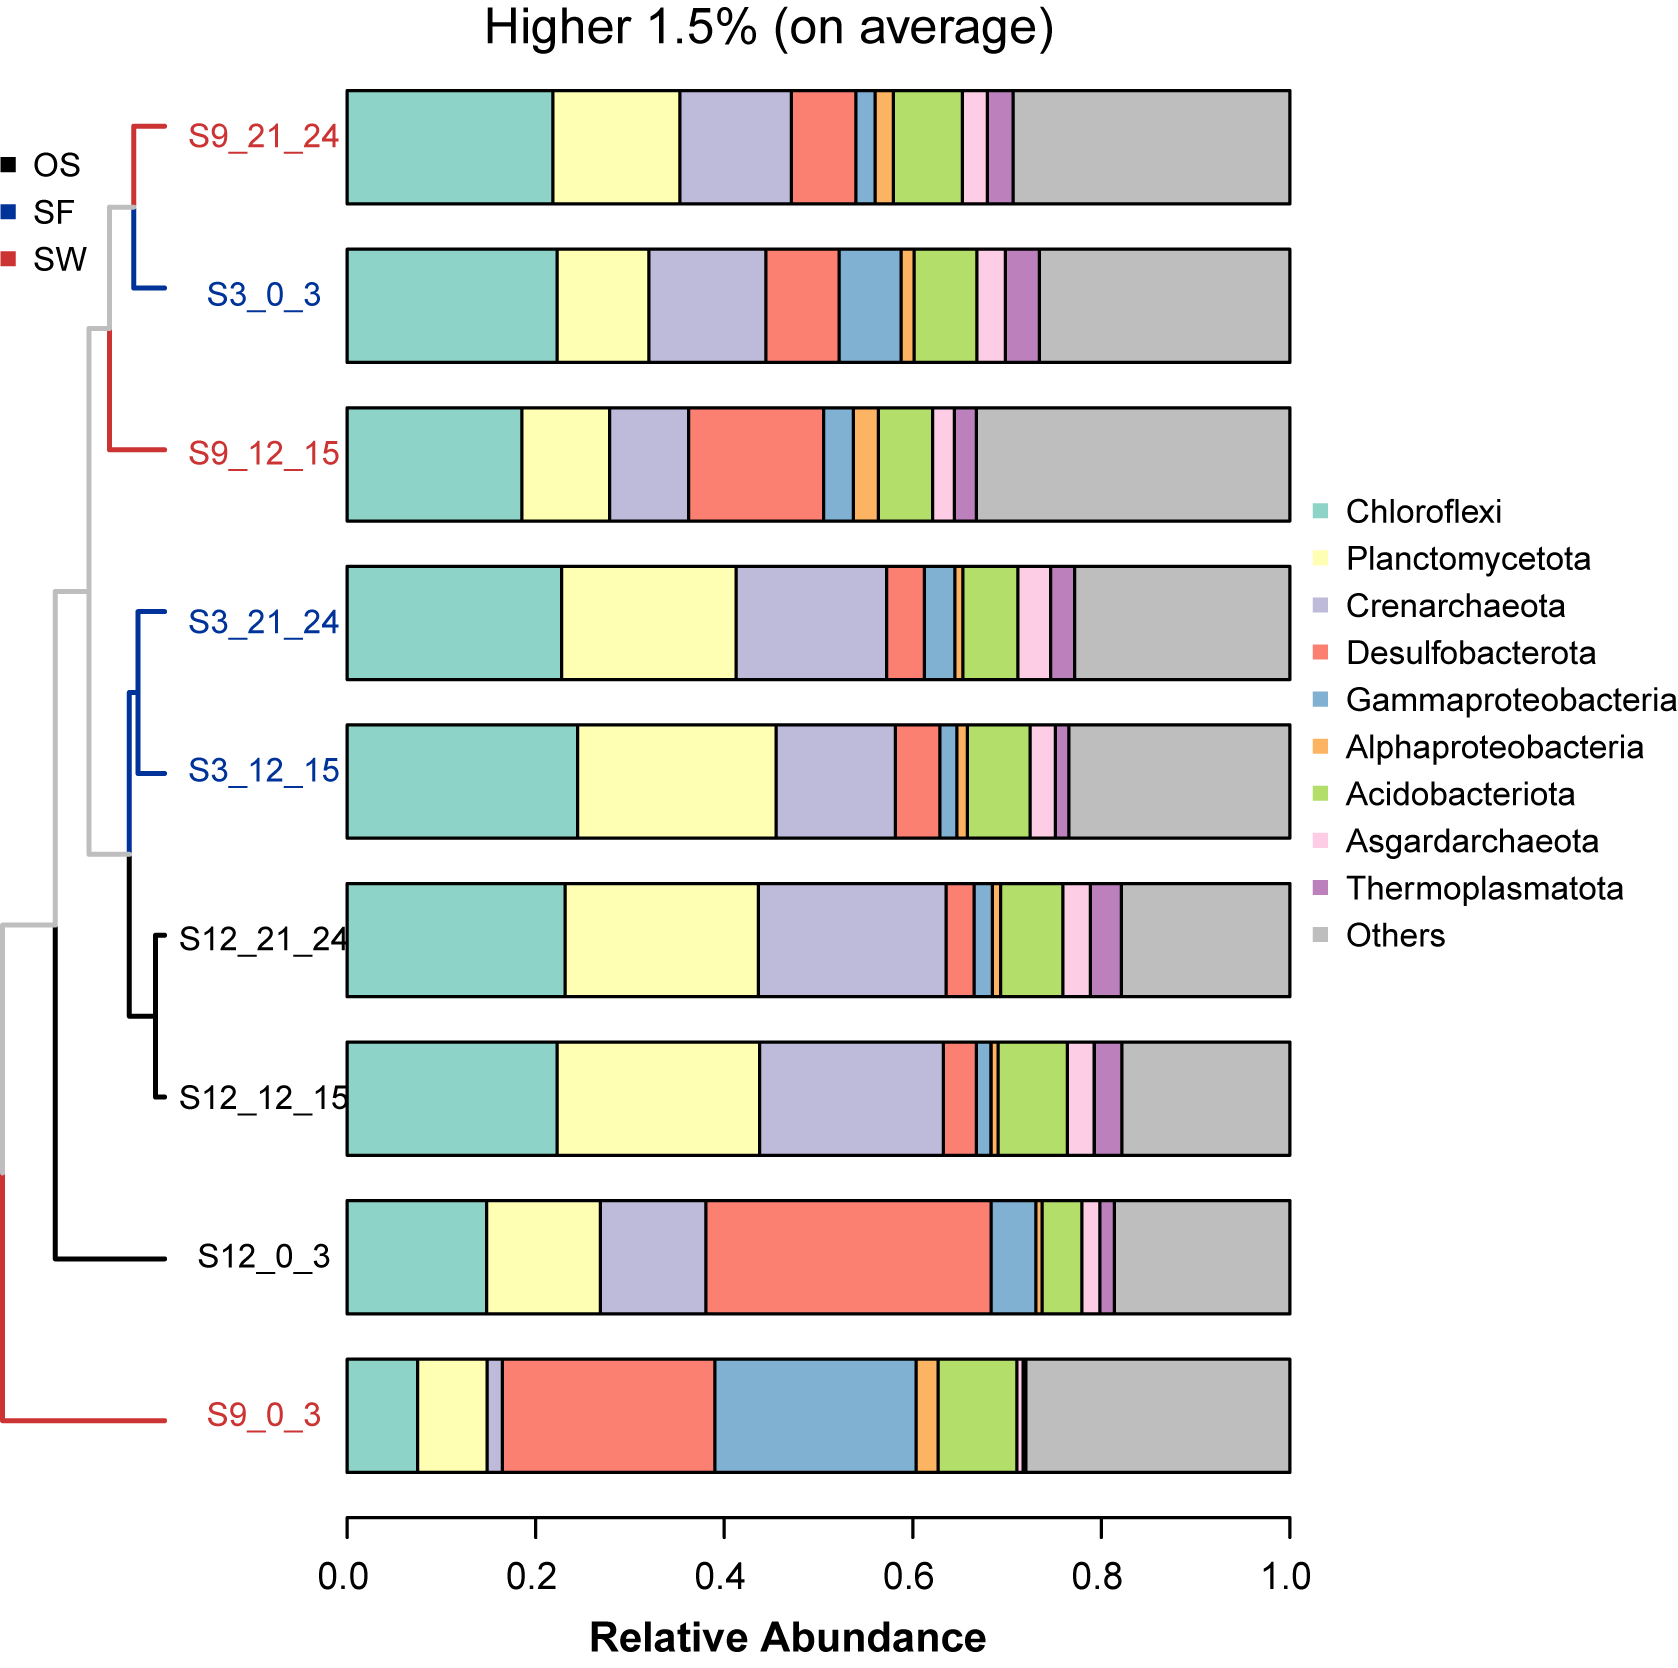 Higher 1.5% (on average)
OS
SF
SW
S9_21_24
S3_0_3
S9_12_15
S3_21_24
S3_12_15
S12_21_24
S12_12_15
S12_0_3
S9_0_3
Chloroflexi
Planctomycetota
Crenarchaeota
Desulfobacterota
Gammaproteobacteria
Alphaproteobacteria
Acidobacteriota
Asgardarchaeota
Thermoplasmatota
Others
0.0 0.2 0.4 0.6 0.8 1.0
Relative Abundance